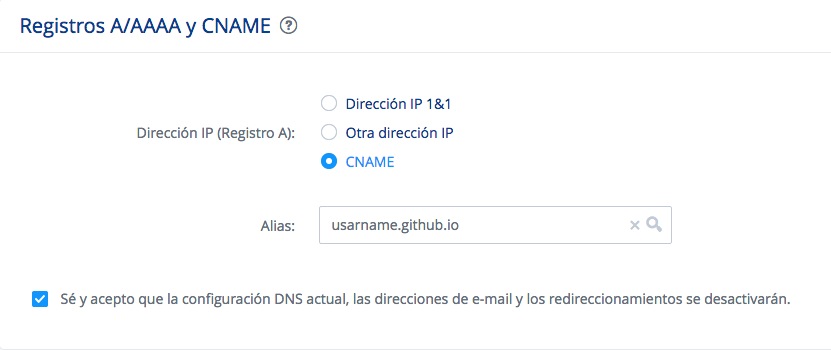 Registros A/AAAA y CNAME ?
Dirección IP 1&1
Dirección IP (Registro A): Otra dirección IP
CNAME
Alias: usarname.github.io
Sé y acepto que la configuración DNS actual, las direcciones de e-mail y los redireccionamientos se desactivarán.